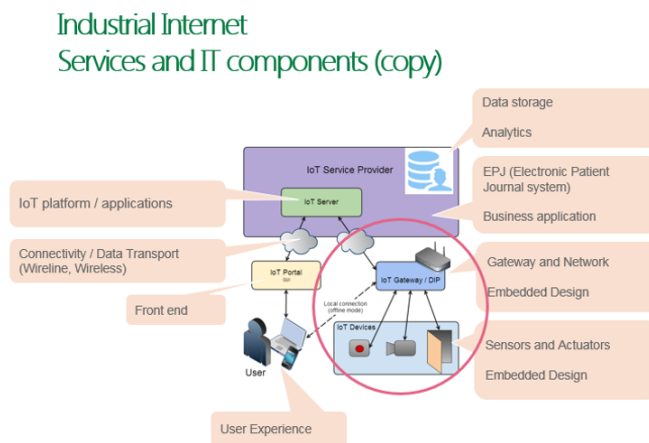 Industrial Internet
Services and IT components (copy)
Data storage
Analytics
IoT Service Provider
EPJ (Electronic Patient
Journal system)
Business application
IoT Server
IoT platform / applications
Connectivity / Data Transport
(Wireline, Wireless)
IoT Portal
GUI
IoT Gateway / DIP
Gateway and Network
Embedded Design
Front end
Local connection
(offline mode)
IoT Devices
Sensors and Actuators
Embedded Design
User
User Experience